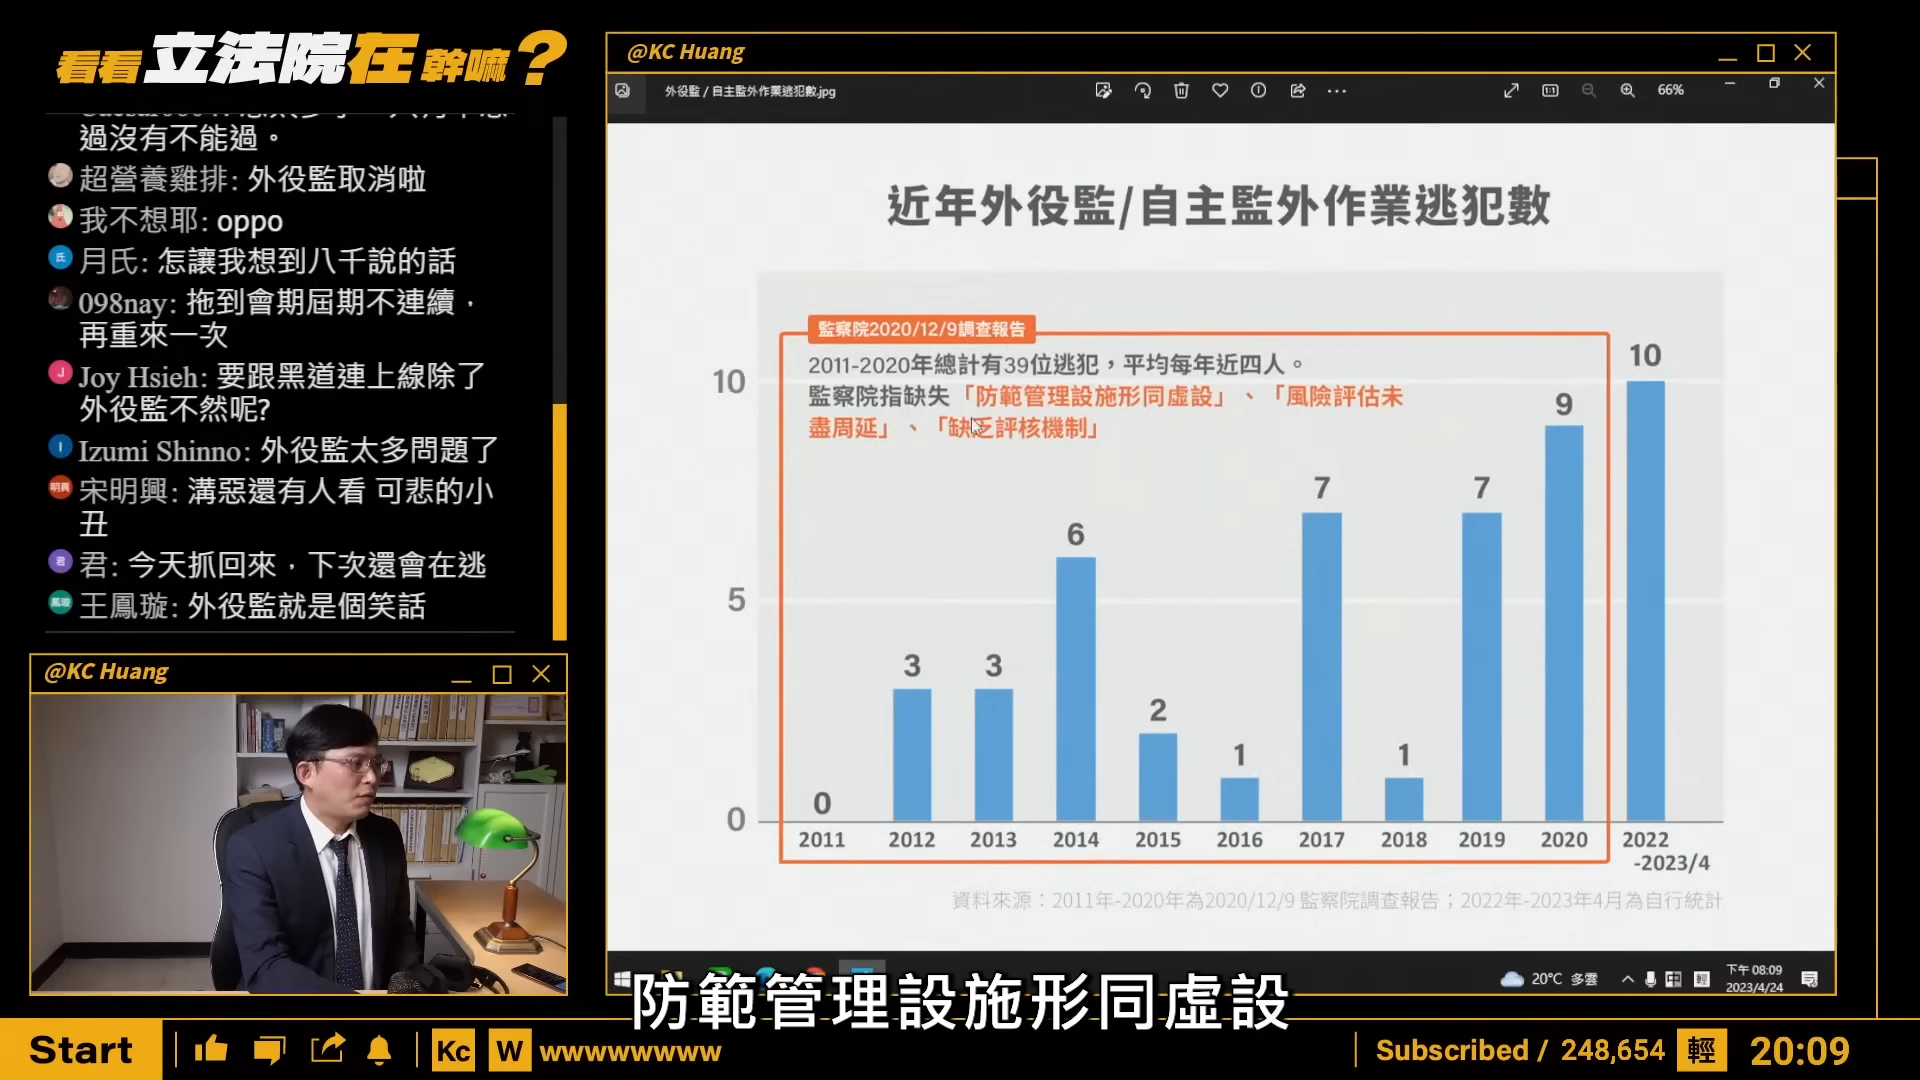 看看立法院在幹嘛?
過沒有不能過。
超營養雞排: 外役監取消啦
我不想耶: oppo
月氏: 怎讓我想到八千說的話
098nay: 拖到會期屆期不連續，
再重來一次
Joy Hsieh: 要跟黑道連上線除了
外役監不然呢?
Izumi Shinno: 外役監太多問題了
宋明興: 溝惡還有人看 可悲的小
丑
君: 今天抓回來，下次還會在逃
王鳳璇: 外役監就是個笑話
@KC Huang
@KC Huang
外役監 / 自主監外作業逃犯數.jpg
66%
近年外役監/自主監外作業逃犯數
監察院2020/12/9調查報告
2011-2020年總計有39位逃犯，平均每年近四人。
監察院指缺失「防範管理設施形同虛設」、「風險評估未
盡周延」、「缺乏評核機制」
10
5
0
0
3
3
6
2
1
7
1
7
9
10
2011
2012
2013
2014
2015
2016
2017
2018
2019
2020
2022
-2023/4
資料來源：2011年-2020年為2020/12/9 監察院調查報告；2022年-2023年4月為自行統計
20°C 多雲
中
輕
下午 08:09
2023/4/24
防範管理設施形同虛設
Start
Kc
W
wwwwwwwww
Subscribed / 248,654
輕
20:09